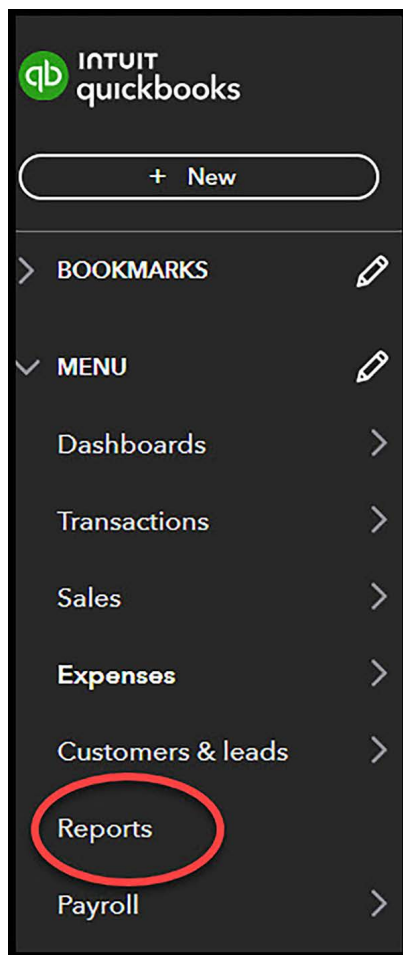 INTUIT
quickbooks
+ New
BOOKMARKS
MENU
Dashboards
Transactions
Sales
Expenses
Customers & leads
Reports
Payroll